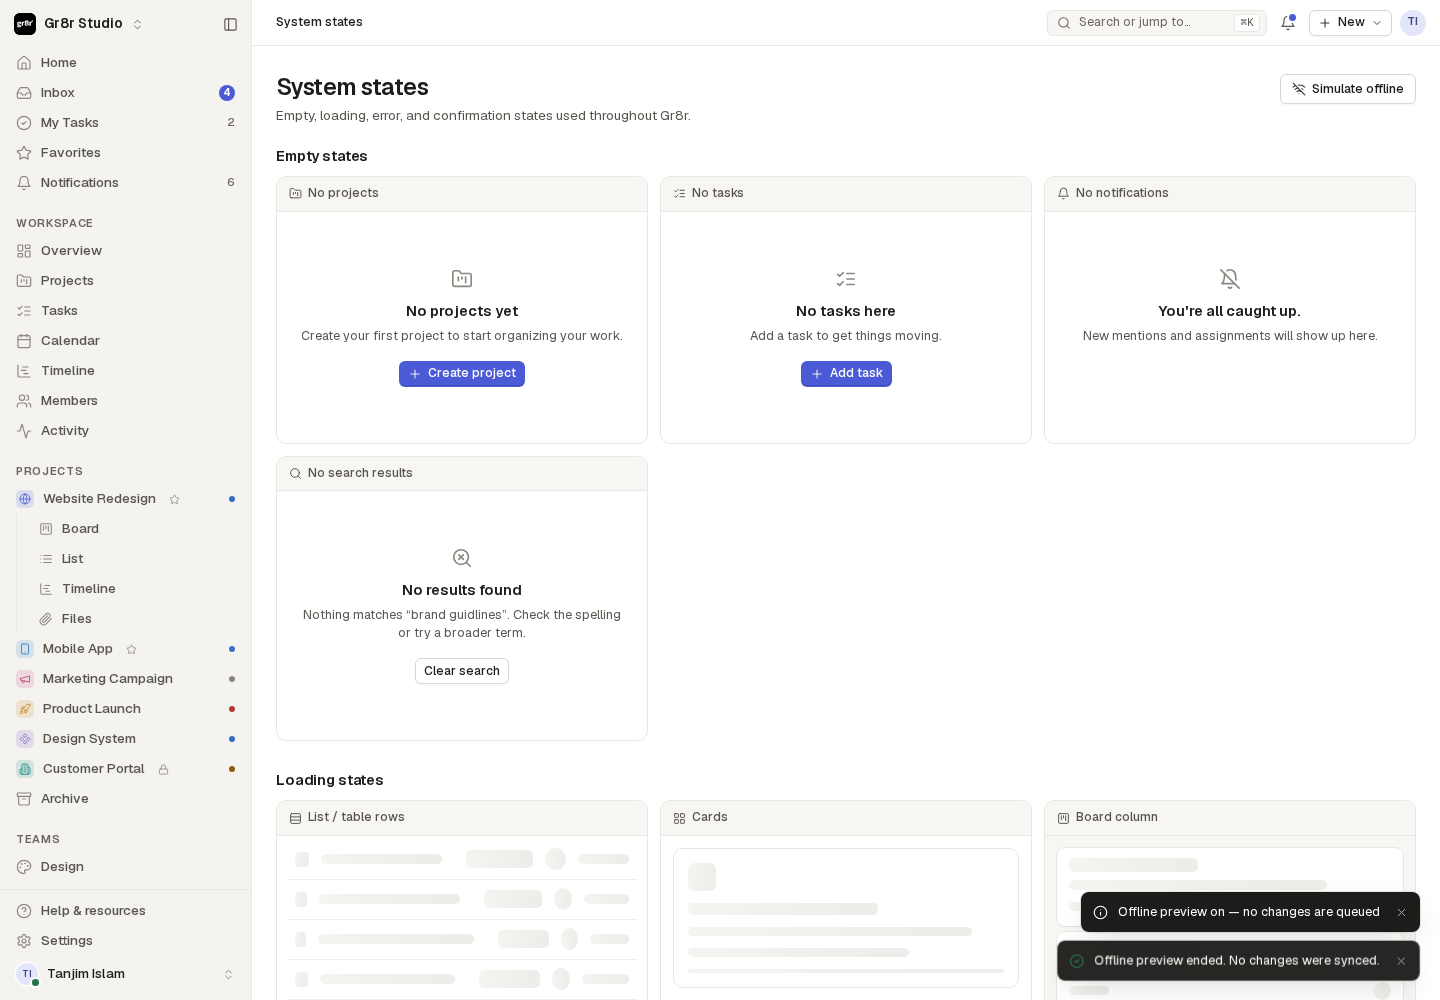 gr8r
Gr8r Studio
Home
Inbox
4
My Tasks
2
Favorites
Notifications
6
WORKSPACE
Overview
Projects
Tasks
Calendar
Timeline
Members
Activity
PROJECTS
Website Redesign
Board
List
Timeline
Files
Mobile App
Marketing Campaign
Product Launch
Design System
Customer Portal
Archive
TEAMS
Design
Help & resources
Settings
TI
Tanjim Islam
System states
Search or jump to...
⌘K
New
TI
System states
Simulate offline
Empty, loading, error, and confirmation states used throughout Gr8r.
Empty states
No projects
No projects yet
Create your first project to start organizing your work.
Create project
No tasks
No tasks here
Add a task to get things moving.
Add task
No notifications
You're all caught up.
New mentions and assignments will show up here.
No search results
No results found
Nothing matches “brand guidlines”. Check the spelling
or try a broader term.
Clear search
Loading states
List / table rows
Cards
Board column
Offline preview on — no changes are queued
Offline preview ended. No changes were synced.